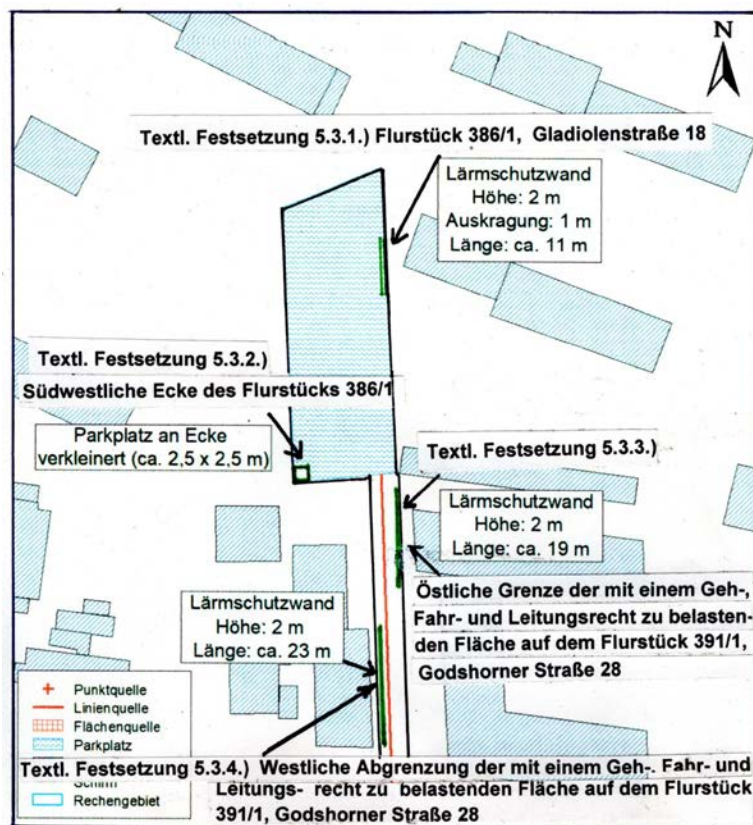 N
Textl. Festsetzung 5.3.1.) Flurstück 386/1, Gladiolenstraße 18
Lärmschutzwand
Höhe: 2 m
Auskragung: 1 m
Länge: ca. 11 m
Textl. Festsetzung 5.3.2.)
Südwestliche Ecke des Flurstücks 386/1
Parkplatz an Ecke
verkleinert (ca. 2,5 x 2,5 m)
Textl. Festsetzung 5.3.3.)
Lärmschutzwand
Höhe: 2 m
Länge: ca. 19 m
Östliche Grenze der mit einem Geh-,
Fahr- und Leitungsrecht zu belasten-
den Fläche auf dem Flurstück 391/1,
Godshorner Straße 28
Lärmschutzwand
Höhe: 2 m
Länge: ca. 23 m
Punktquelle
Linienquelle
Flächenquelle
Parkplatz
Textl. Festsetzung 5.3.4.) Westliche Abgrenzung der mit einem Geh-. Fahr- und
Leitungs- recht zu belastenden Fläche auf dem Flurstück
391/1, Godshorner Straße 28
Schirm
Rechengebiet